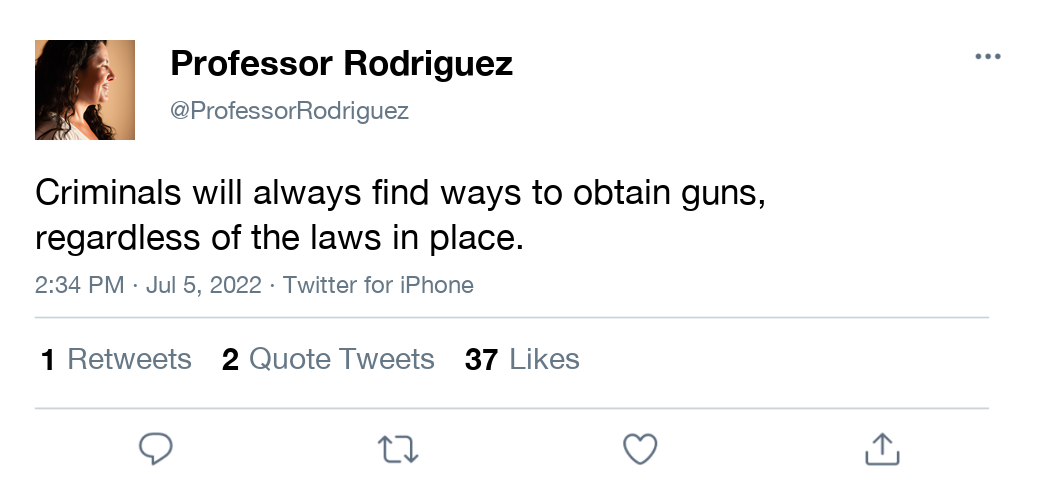 Professor Rodriguez
@ProfessorRodriguez
Criminals will always find ways to obtain guns,
regardless of the laws in place.
2:34 PM · Jul 5, 2022 · Twitter for iPhone
1 Retweets 2 Quote Tweets 37 Likes